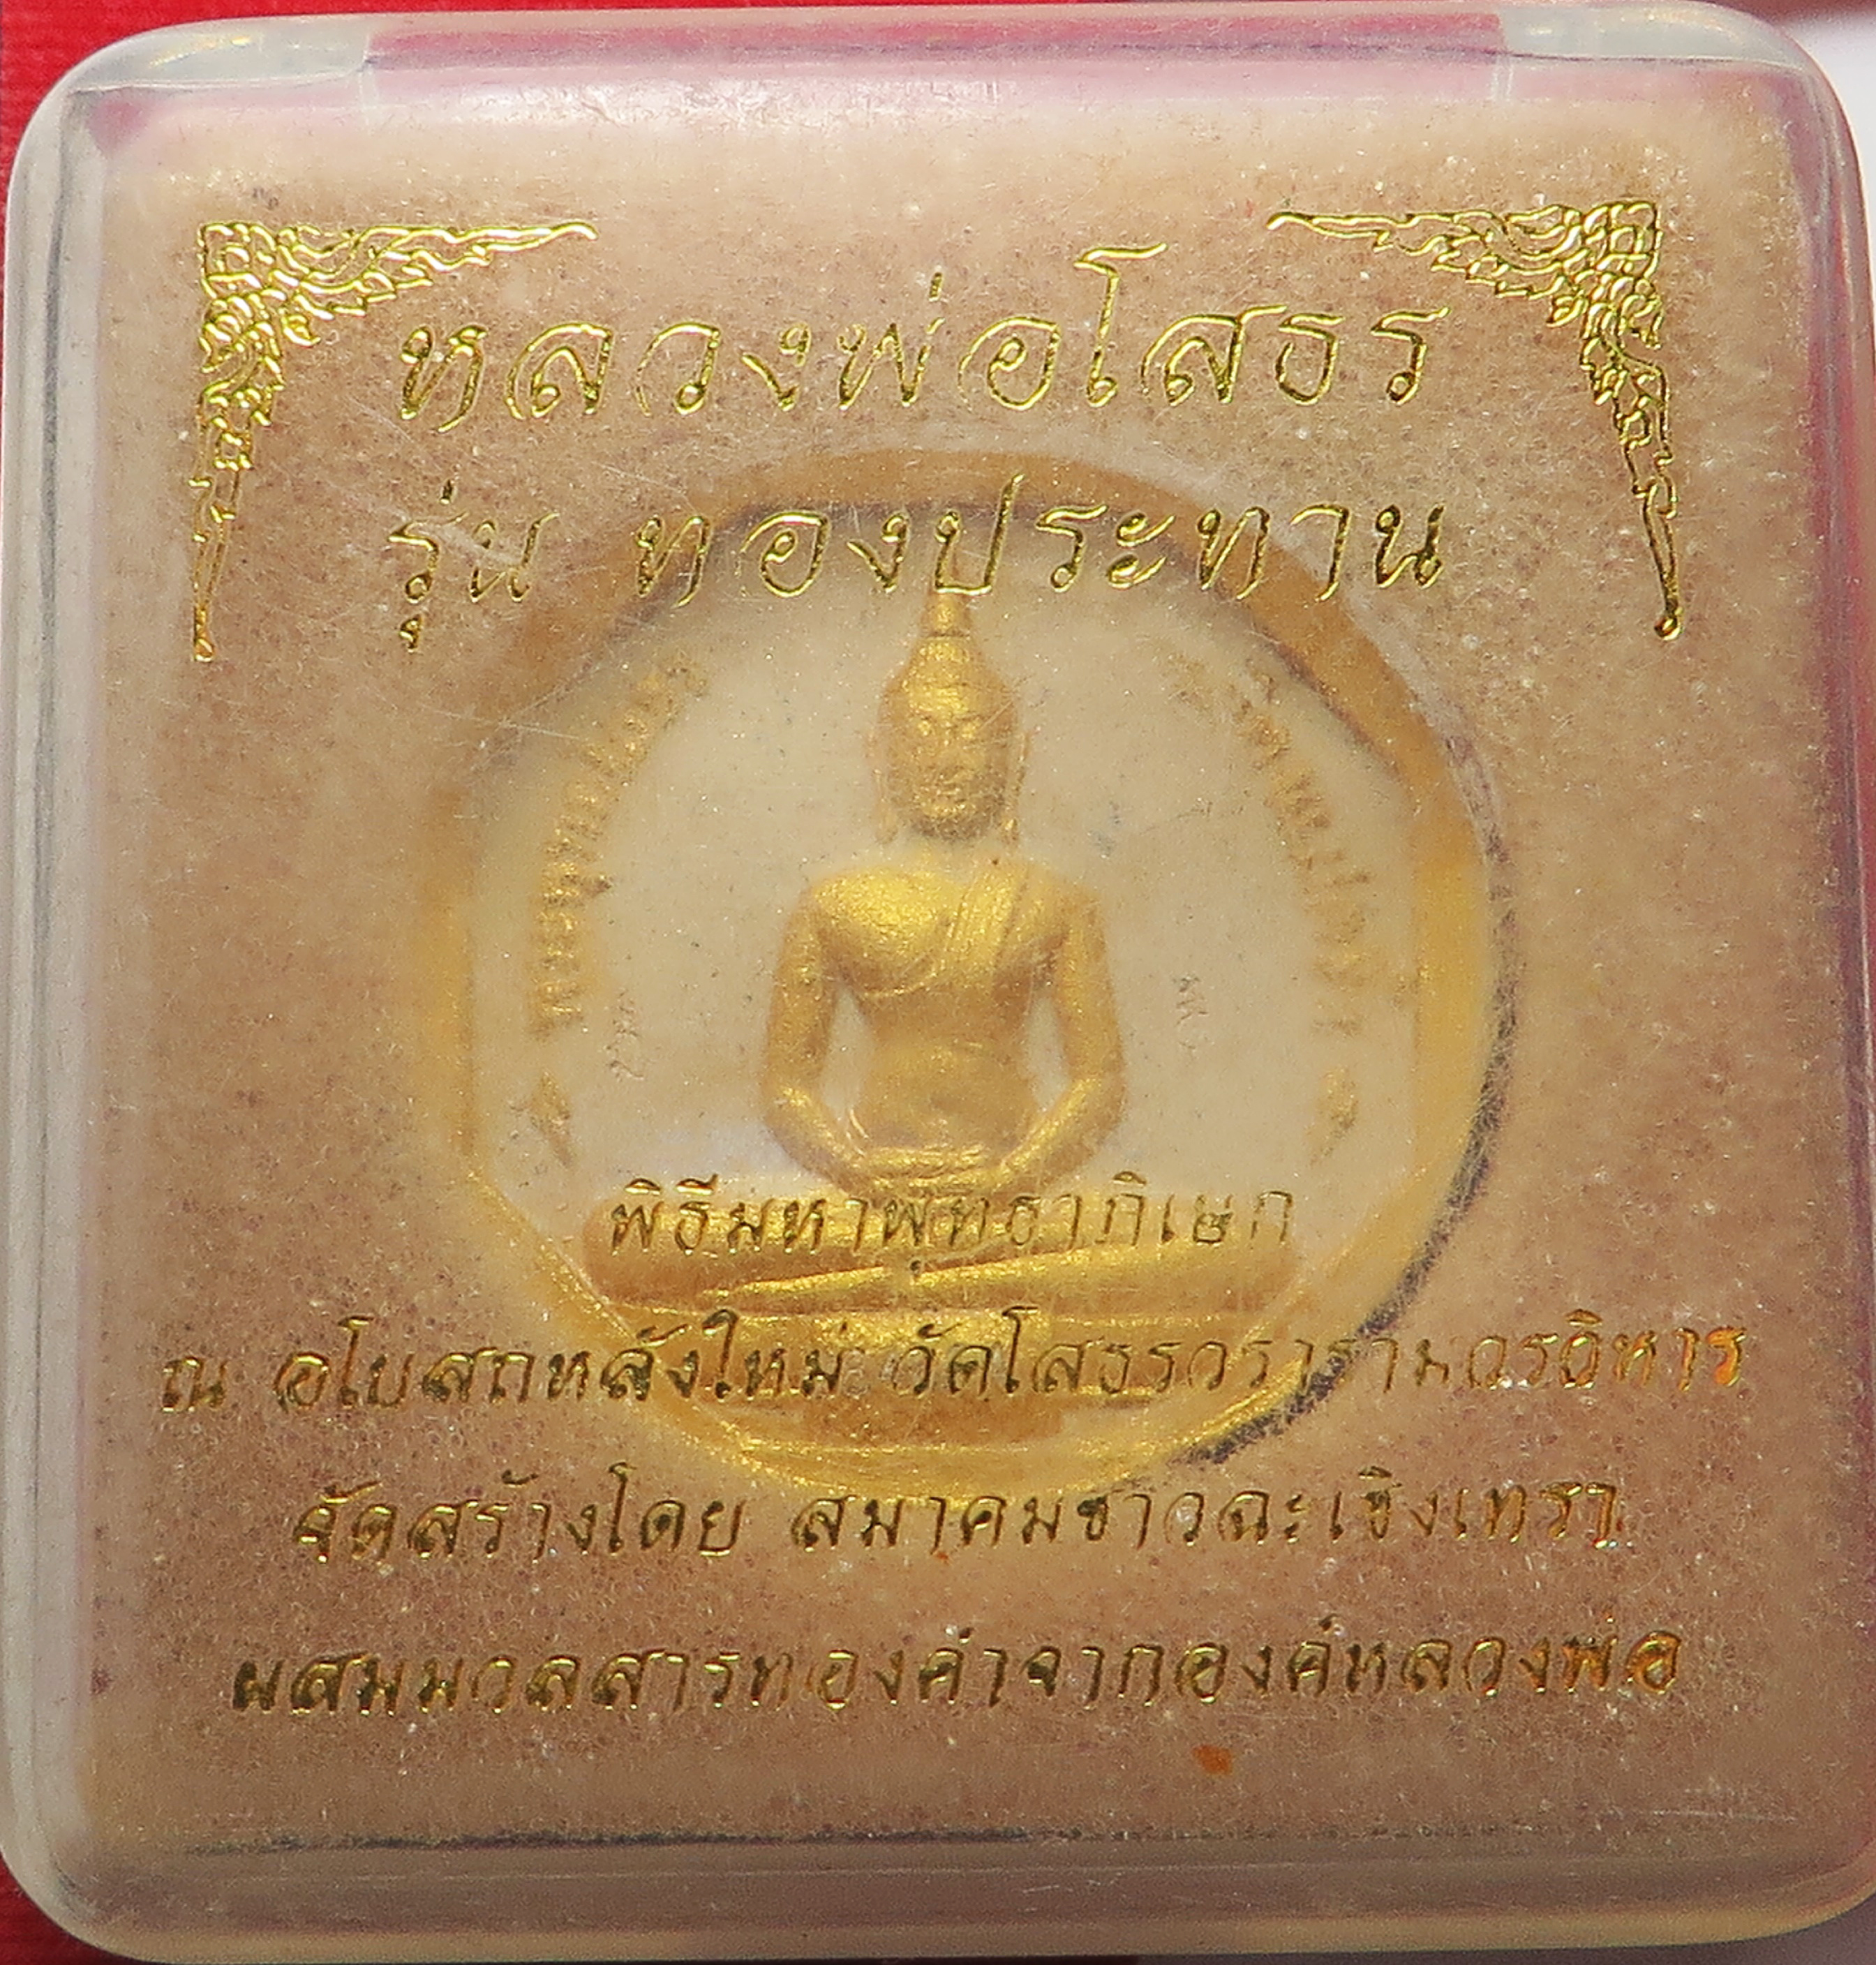 หลวงพ่อโสธร
รุ่น ทองประทาน
พิธีมหาพุทธาภิเษก
ณ อุโบสถหลังใหม่ วัดโสธรวรารามวรวิหาร
จัดสร้างโดย สมาคมชาวฉะเชิงเทรา
ผสมมวลสารทองคำจากองค์หลวงพ่อ